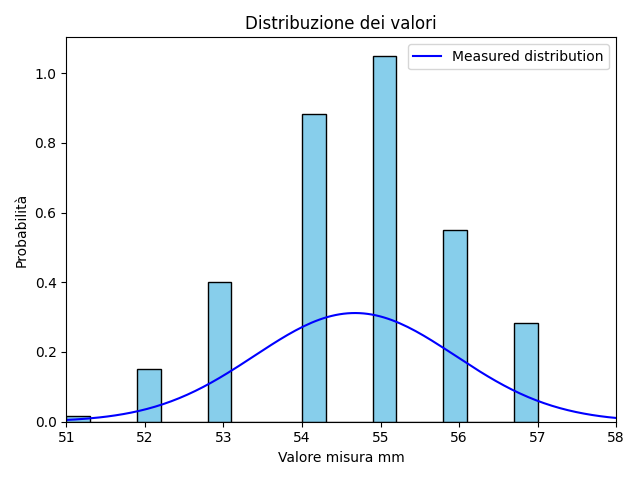 Distribuzione dei valori
Measured distribution
Probabilità
1.0
0.8
0.6
0.4
0.2
0.0
51 52 53 54 55 56 57 58
Valore misura mm